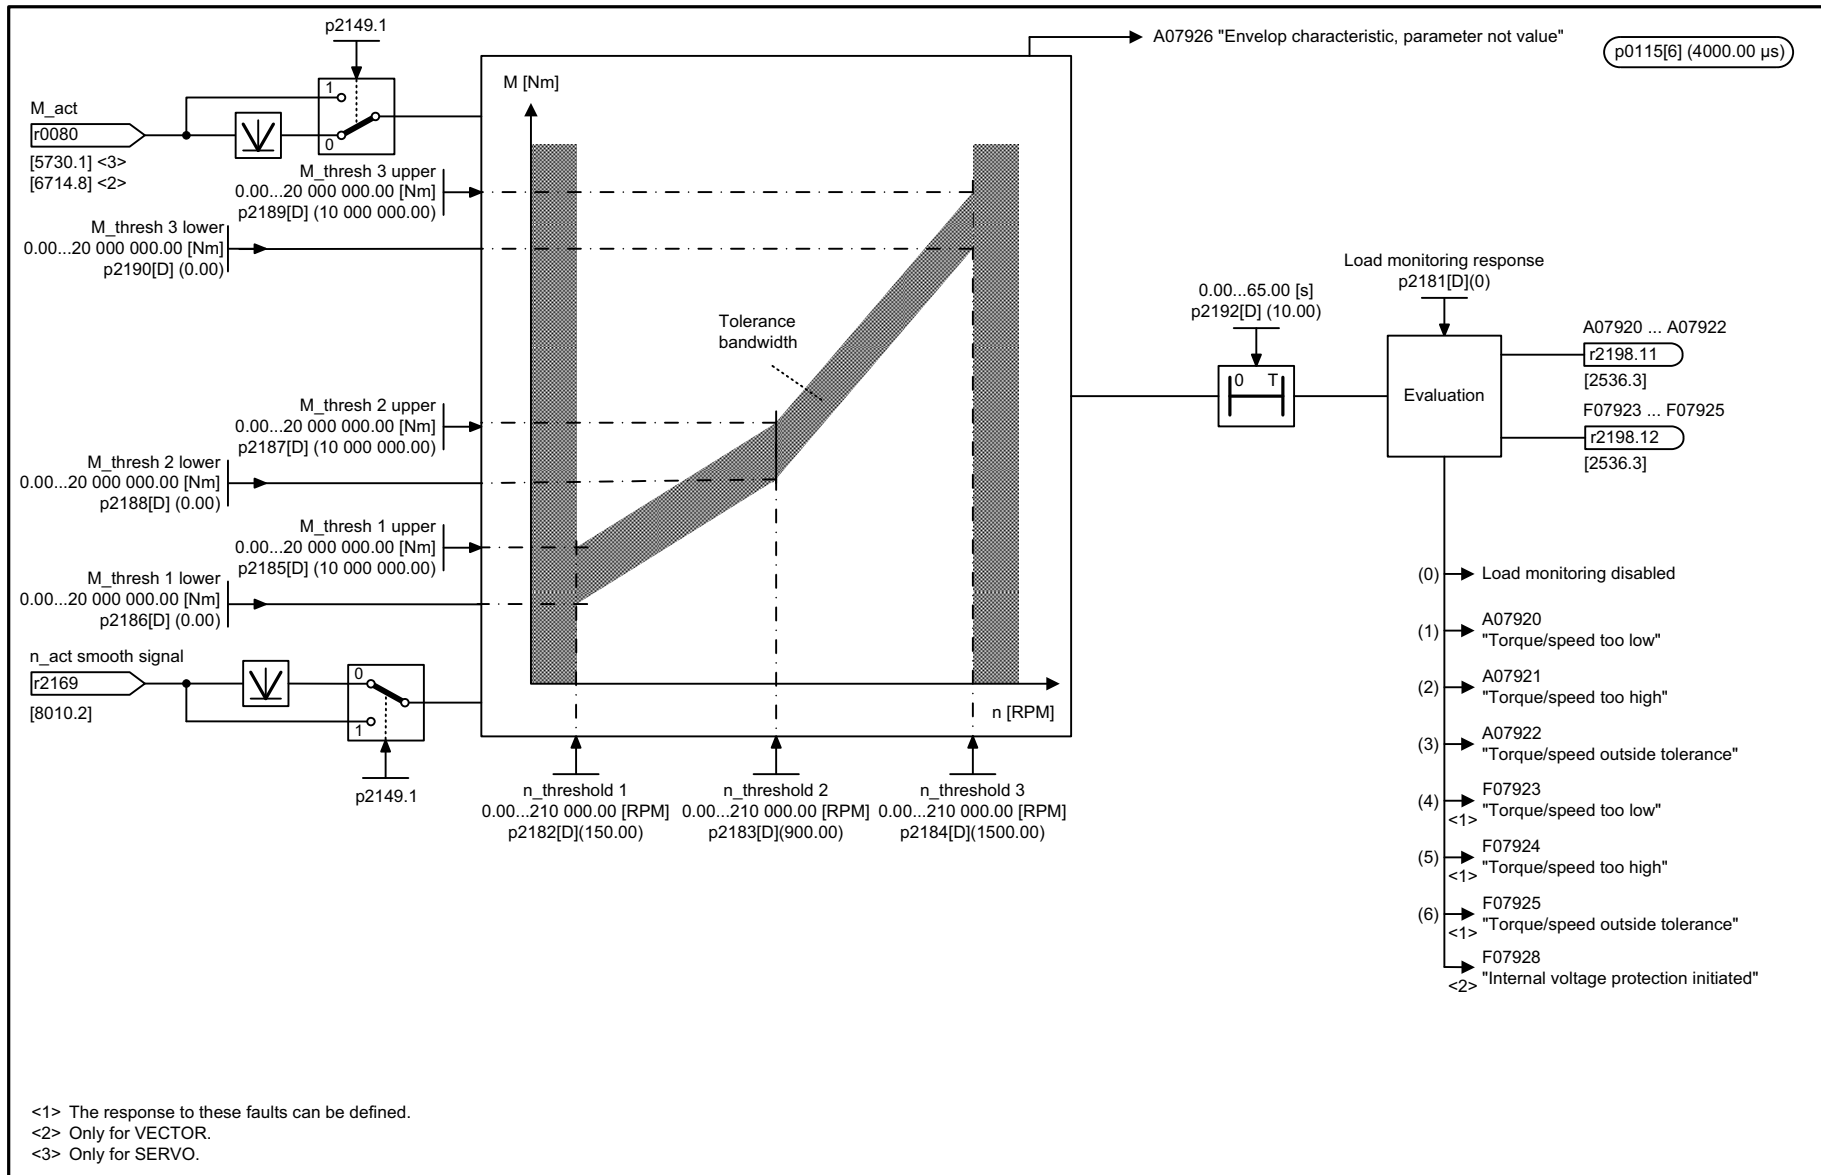 p2149.1
A07926 "Envelop characteristic, parameter not value"
p0115[6] (4000.00 µs)
M [Nm]
1
0
M_act
r0080
[5730.1] <3>
[6714.8] <2>
M_thresh 3 upper
0.00...20 000 000.00 [Nm]
p2189[D] (10 000 000.00)
M_thresh 3 lower
0.00...20 000 000.00 [Nm]
p2190[D] (0.00)
Tolerance
bandwidth
M_thresh 2 upper
0.00...20 000 000.00 [Nm]
p2187[D] (10 000 000.00)
M_thresh 2 lower
0.00...20 000 000.00 [Nm]
p2188[D] (0.00)
M_thresh 1 upper
0.00...20 000 000.00 [Nm]
p2185[D] (10 000 000.00)
M_thresh 1 lower
0.00...20 000 000.00 [Nm]
p2186[D] (0.00)
n_act smooth signal
r2169
[8010.2]
0
1
p2149.1
n [RPM]
n_threshold 1
0.00...210 000.00 [RPM]
p2182[D](150.00)
n_threshold 2
0.00...210 000.00 [RPM]
p2183[D](900.00)
n_threshold 3
0.00...210 000.00 [RPM]
p2184[D](1500.00)
0.00...65.00 [s]
p2192[D] (10.00)
0 T
Load monitoring response
p2181[D](0)
Evaluation
A07920 ... A07922
r2198.11
[2536.3]
F07923 ... F07925
r2198.12
[2536.3]
(0) Load monitoring disabled
(1) A07920
"Torque/speed too low"
(2) A07921
"Torque/speed too high"
(3) A07922
"Torque/speed outside tolerance"
(4) F07923
<1> "Torque/speed too low"
(5) F07924
<1> "Torque/speed too high"
(6) F07925
<1> "Torque/speed outside tolerance"
F07928
<2> "Internal voltage protection initiated"
<1> The response to these faults can be defined.
<2> Only for VECTOR.
<3> Only for SERVO.